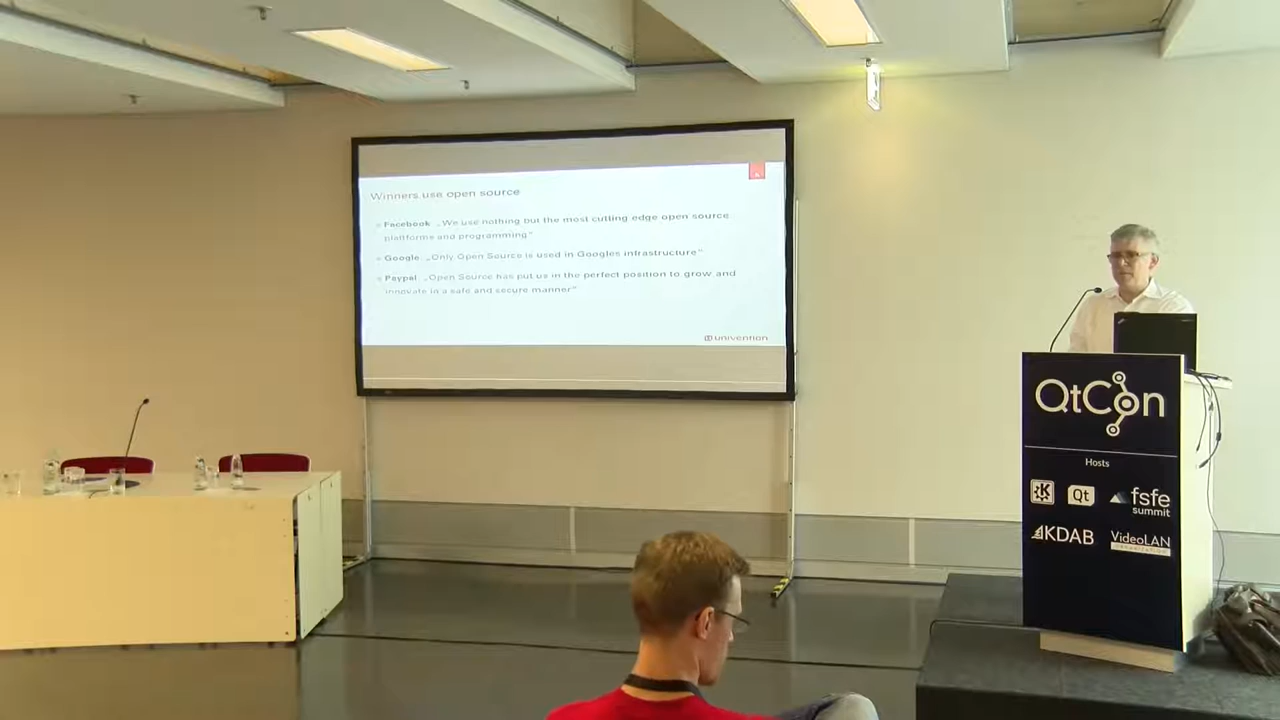 Winners use open source
Facebook „We use nothing but the most cutting edge open source
platforms and programming“
Google „Only Open Source is used in Googles infrastructure“
Paypal „Open Source has put us in the perfect position to grow and
innovate in a safe and secure manner“
univention
QtCon
Hosts
Qt
fsfe
summit
KDAB
VideoLAN
ORGANIZATION